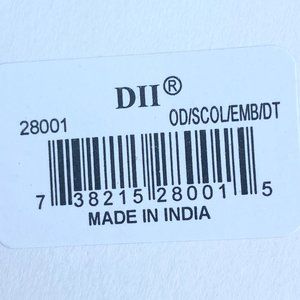 DII®
28001 OD/SCOL/EMB/DT
7 38215 28001 5
MADE IN INDIA